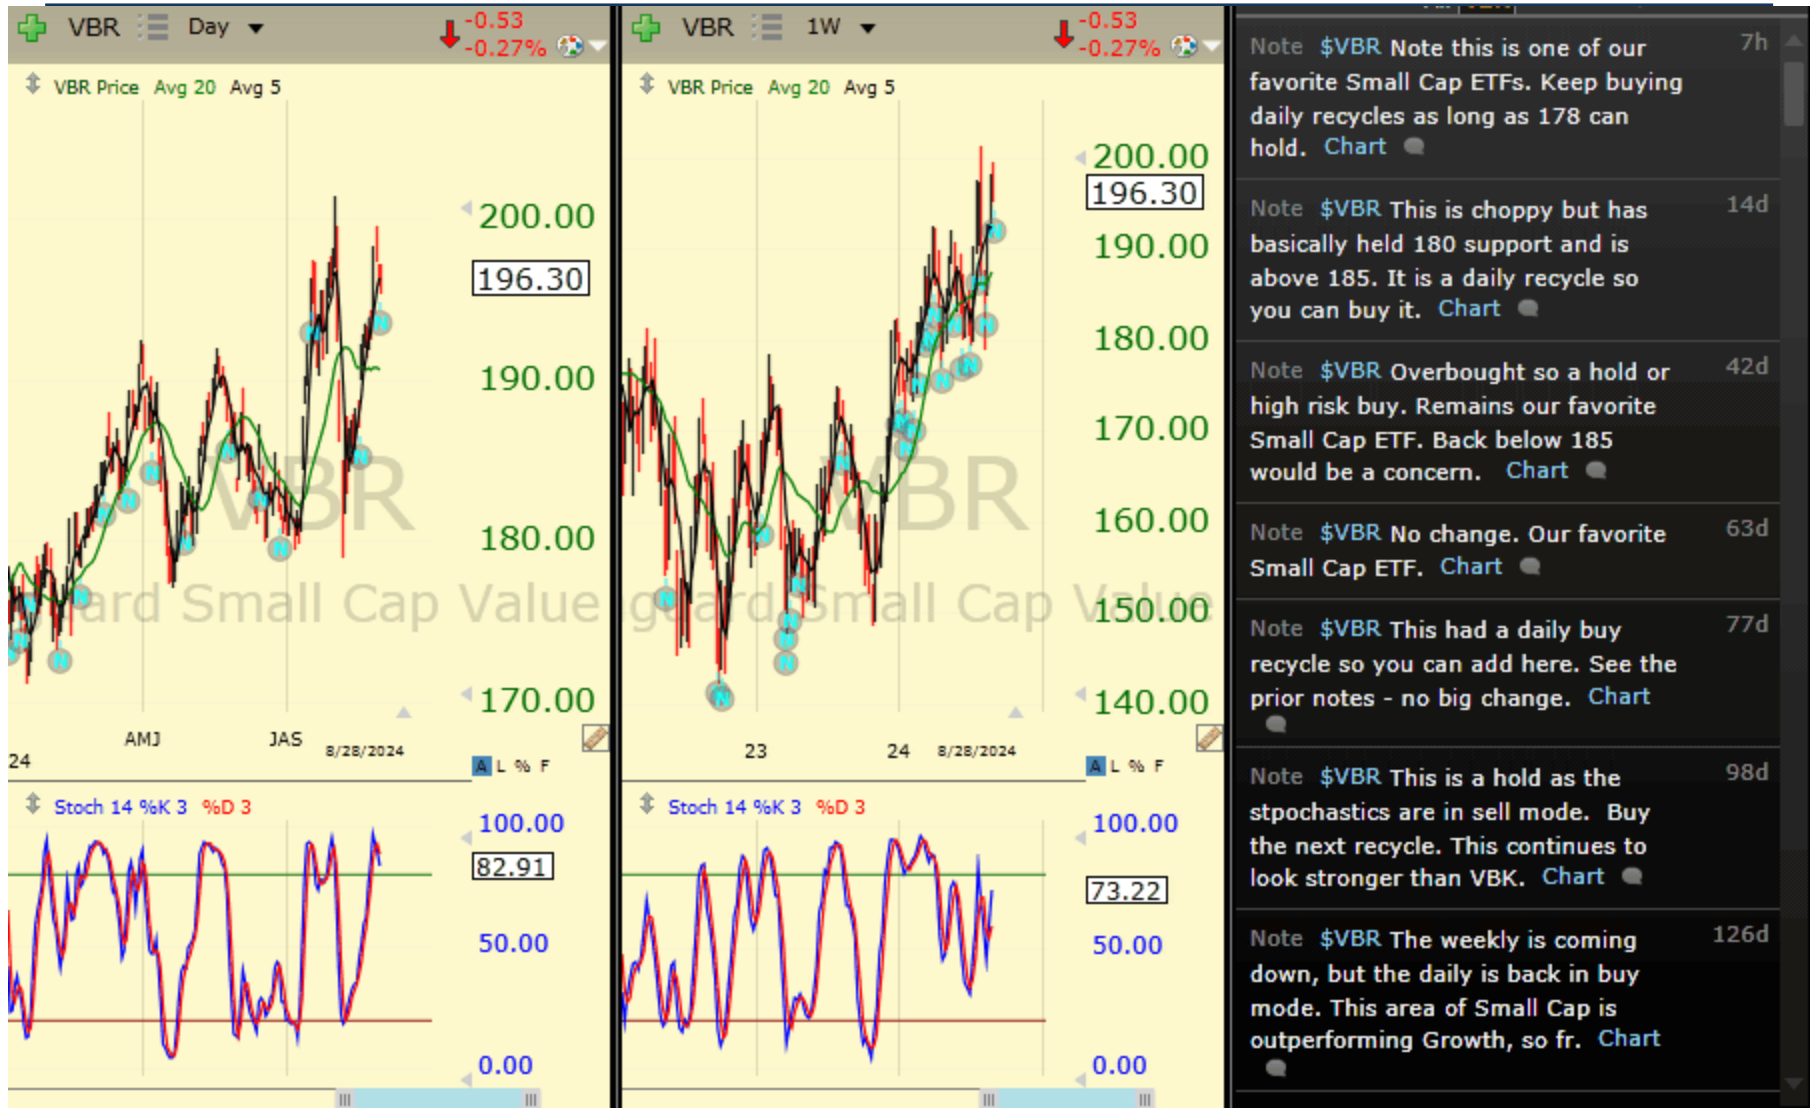 VBR Day -0.53
-0.27%
VBR Price Avg 20 Avg 5
200.00
196.30
190.00
VBR
180.00
ard Small Cap Value
170.00
24 AMJ JAS 8/28/2024
A L % F
Stoch 14 %K 3 %D 3
100.00
82.91
50.00
0.00
VBR 1W -0.53
-0.27%
VBR Price Avg 20 Avg 5
200.00
196.30
190.00
180.00
170.00
VBR
160.00
150.00
guard Small Cap Value
140.00
23 24 8/28/2024
A L % F
Stoch 14 %K 3 %D 3
100.00
73.22
50.00
0.00
Note $VBR Note this is one of our 7h
favorite Small Cap ETFs. Keep buying
daily recycles as long as 178 can
hold. Chart
Note $VBR This is choppy but has 14d
basically held 180 support and is
above 185. It is a daily recycle so
you can buy it. Chart
Note $VBR Overbought so a hold or 42d
high risk buy. Remains our favorite
Small Cap ETF. Back below 185
would be a concern. Chart
Note $VBR No change. Our favorite 63d
Small Cap ETF. Chart
Note $VBR This had a daily buy 77d
recycle so you can add here. See the
prior notes - no big change. Chart
Note $VBR This is a hold as the 98d
stpochastics are in sell mode. Buy
the next recycle. This continues to
look stronger than VBK. Chart
Note $VBR The weekly is coming 126d
down, but the daily is back in buy
mode. This area of Small Cap is
outperforming Growth, so fr. Chart